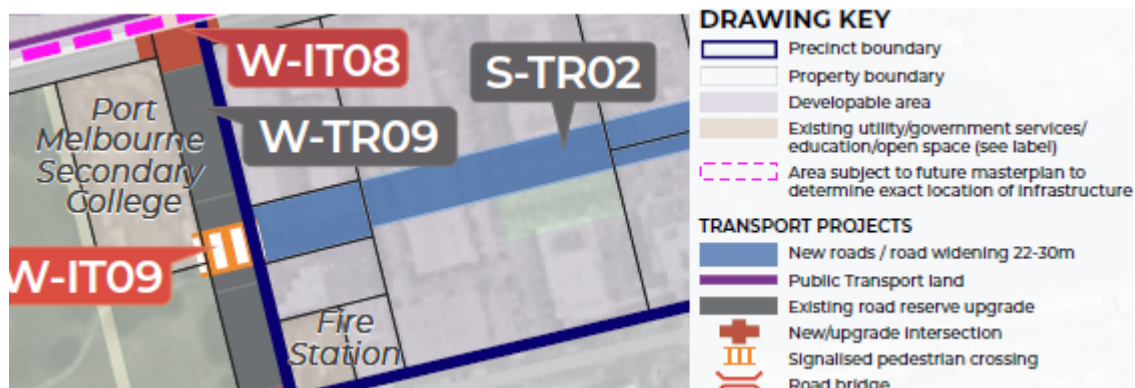 W-IT08
S-TR02
Port
Melbourne
Secondary
College
W-TR09
W-IT09
Fire
Station
DRAWING KEY
Precinct boundary
Property boundary
Developable area
Existing utility/government services/
education/open space (see label)
Area subject to future masterplan to
determine exact location of infrastructure
TRANSPORT PROJECTS
New roads / road widening 22-30m
Public Transport land
Existing road reserve upgrade
New/upgrade intersection
Signalised pedestrian crossing
Road bridge